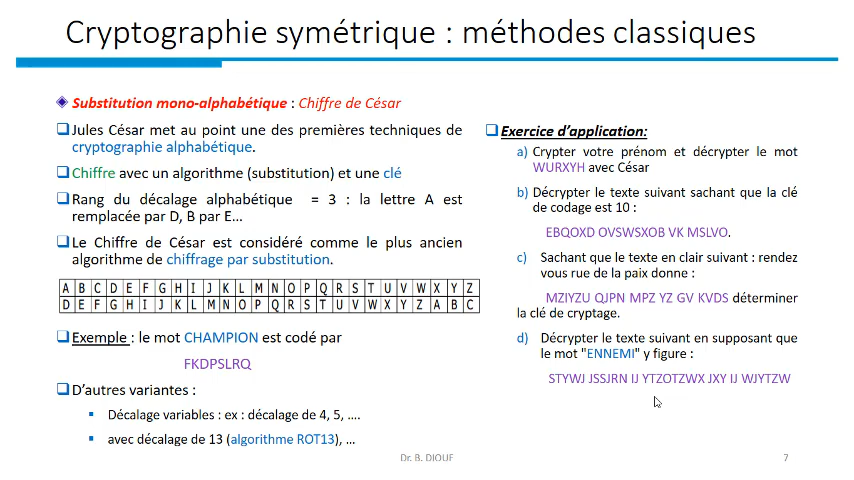 Cryptographie symétrique : méthodes classiques
Substitution mono-alphabétique : Chiffre de César
Jules César met au point une des premières techniques de
cryptographie alphabétique.
Chiffre avec un algorithme (substitution) et une clé
Rang du décalage alphabétique = 3 : la lettre A est
remplacée par D, B par E...
Le Chiffre de César est considéré comme le plus ancien
algorithme de chiffrage par substitution.
A B C D E F G H I J K L M N O P Q R S T U V W X Y Z
D E F G H I J K L M N O P Q R S T U V W X Y Z A B C
Exemple : le mot CHAMPION est codé par
FKDPSLRQ
D'autres variantes :
Décalage variables : ex : décalage de 4, 5, ....
avec décalage de 13 (algorithme ROT13), ...
Exercice d'application:
a) Crypter votre prénom et décrypter le mot
WURXYH avec César
b) Décrypter le texte suivant sachant que la clé
de codage est 10 :
EBQOXD OVSWSXOB VK MSLVO.
c) Sachant que le texte en clair suivant : rendez
vous rue de la paix donne :
MZIYZU QJPN MPZ YZ GV KVDS déterminer
la clé de cryptage.
d) Décrypter le texte suivant en supposant que
le mot "ENNEMI" y figure :
STYWJ JSSJRN IJ YTZOTZWX JXY IJ WJYTZW
Dr. B. DIOUF
7